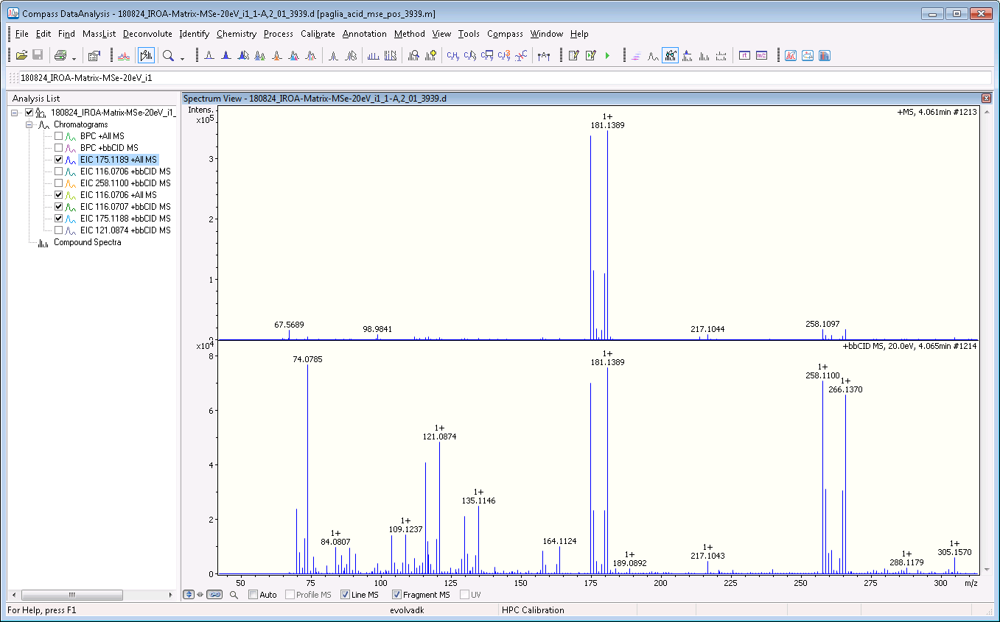 Compass DataAnalysis - 180824_IROA-Matrix-MSe-20eV_i1_1-A,2_01_3939.d [paglia_acid_mse_pos_3939.m]
File Edit Find MassList Deconvolute Identify Chemistry Process Calibrate Annotation Method View Tools Compass Window Help
180824_IROA-Matrix-MSe-20eV_i1
Analysis List
180824_IROA-Matrix-MSe-20eV_i1_
Chromatograms
BPC +All MS
BPC +bbCID MS
EIC 175.1189 +All MS
EIC 116.0706 +bbCID MS
EIC 258.1100 +bbCID MS
EIC 116.0706 +All MS
EIC 116.0707 +bbCID MS
EIC 175.1188 +bbCID MS
EIC 121.0874 +bbCID MS
Compound Spectra
Spectrum View - 180824_IROA-Matrix-MSe-20eV_i1_1-A,2_01_3939.d
Intens.
x10^5
+MS, 4.061min #1213
1+
181.1389
3
2
1
0
67.5689
98.9841
217.1044
258.1097
x10^4
+bbCID MS, 20.0eV, 4.065min #1214
8
6
4
2
0
74.0785
1+
84.0807
1+
109.1237
1+
121.0874
1+
135.1146
164.1124
1+
181.1389
1+
189.0892
1+
217.1043
1+
258.1100
1+
266.1370
1+
288.1179
1+
305.1570
50 75 100 125 150 175 200 225 250 275 300 m/z
Auto Profile MS Line MS Fragment MS UV
For Help, press F1
evolvadk
HPC Calibration